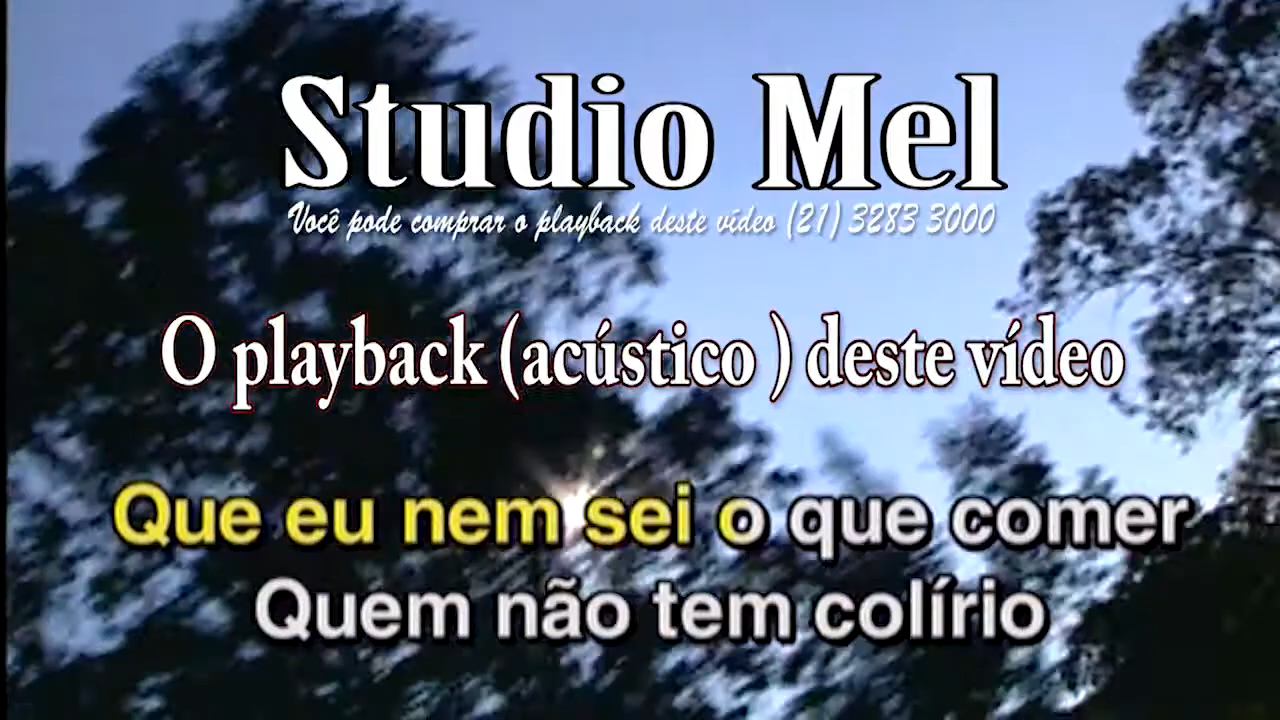 Studio Mel
Você pode comprar o playback deste vídeo (21) 3283 3000
O playback (acústico ) deste vídeo
Que eu nem sei o que comer
Quem não tem colírio